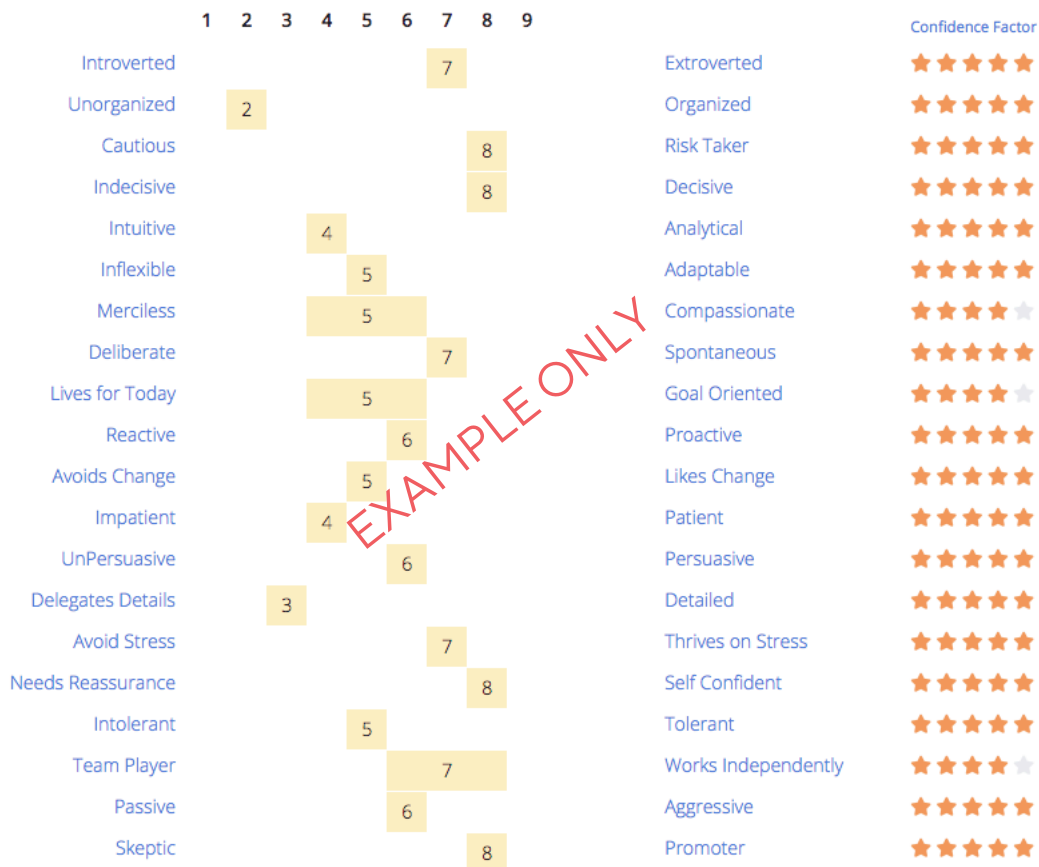 1 2 3 4 5 6 7 8 9 Confidence Factor
Introverted 7 Extroverted
Unorganized 2 Organized
Cautious 8 Risk Taker
Indecisive 8 Decisive
Intuitive 4 Analytical
Inflexible 5 Adaptable
Merciless 5 Compassionate
Deliberate 7 Spontaneous
Lives for Today 5 Goal Oriented
Reactive 6 Proactive
Avoids Change 5 Likes Change
Impatient 4 Patient
UnPersuasive 6 Persuasive
Delegates Details 3 Detailed
Avoid Stress 7 Thrives on Stress
Needs Reassurance 8 Self Confident
Intolerant 5 Tolerant
Team Player 7 Works Independently
Passive 6 Aggressive
Skeptic 8 Promoter
EXAMPLE ONLY